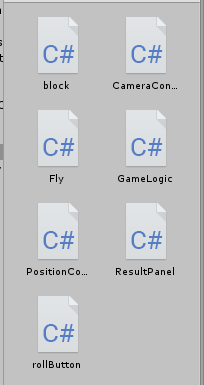 C# C#
block CameraCon...
C# C#
Fly GameLogic
C# C#
PositionCo... ResultPanel
C#
rollButton